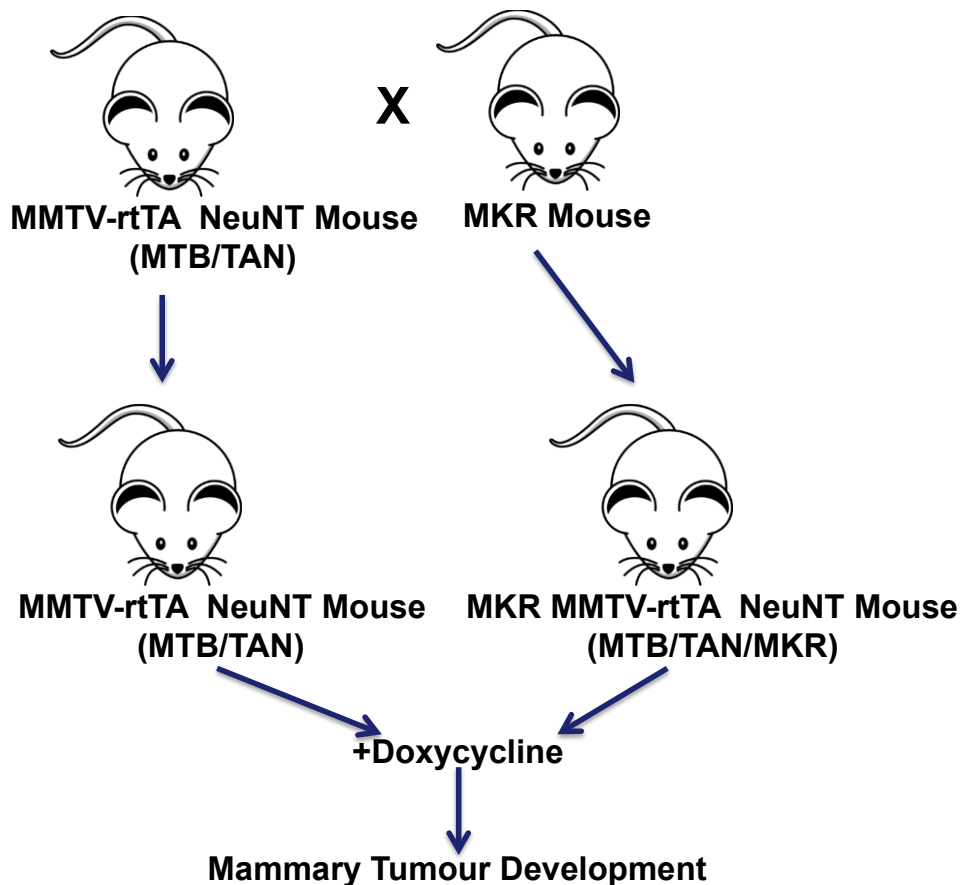 X
MMTV-rtTA NeuNT Mouse
(MTB/TAN)
MKR Mouse
MMTV-rtTA NeuNT Mouse
(MTB/TAN)
MKR MMTV-rtTA NeuNT Mouse
(MTB/TAN/MKR)
+Doxycycline
Mammary Tumour Development